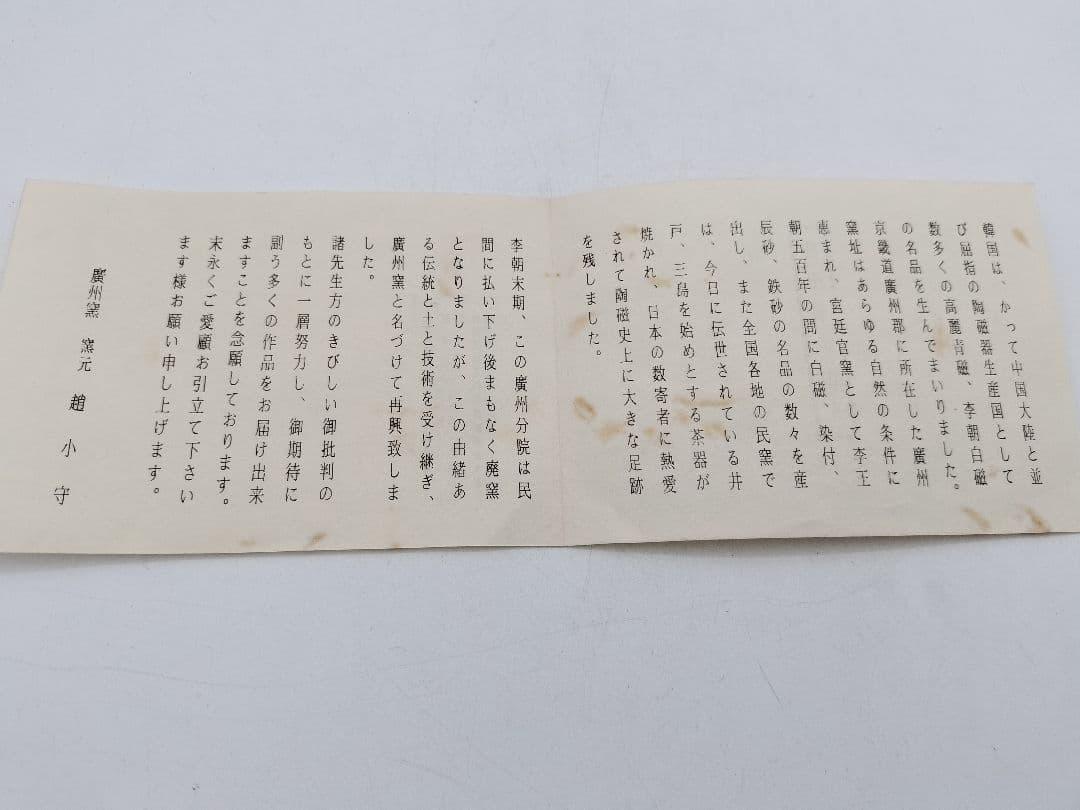 韓国は、かって中国大陸と並
び屈指の陶磁器生産国として
数多くの高麗青磁、李朝白磁
の名品を生んでまいりました。
京畿道廣州郡に所在した廣州
窯址はあらゆる自然の条件に
恵まれ、宮廷官窯として李王
朝五百年の間に白磁、染付、
辰砂、鉄砂の名品の数々を産
出し、また全国各地の民窯で
は、今日に伝世されている井
戸、三島を始めとする茶器が
焼かれ、日本の数寄者に熱愛
されて陶磁史上に大きな足跡
を残しました。
李朝末期、この廣州分院は民
間に払い下げ後まもなく廃窯
となりましたが、この由緒あ
る伝統と土と技術を受け継ぎ、
廣州窯と名づけて再興致しま
した。
諸先生方のきびしい御批判の
もとに一層努力し、御期待に
副う多くの作品をお届け出来
ますことを念願しております。
末永くご愛顧お引立て下さい
ます様お願い申し上げます。
廣州窯 窯元 趙小守